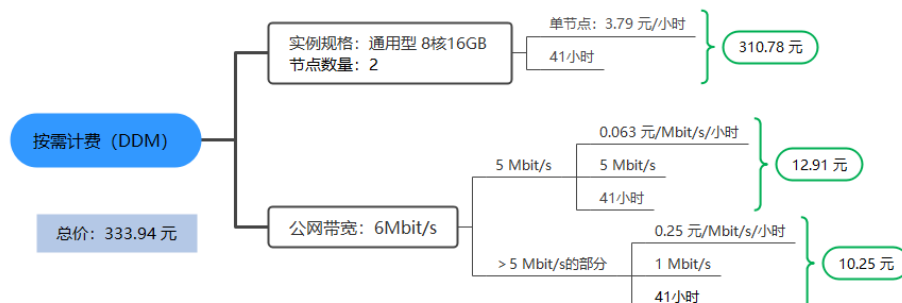 按需计费（DDM）
总价：333.94 元
实例规格：通用型 8核16GB
节点数量：2
单节点：3.79 元/小时
41小时
310.78 元
公网带宽：6Mbit/s
5 Mbit/s
0.063 元/Mbit/s/小时
5 Mbit/s
41小时
12.91 元
＞5 Mbit/s的部分
0.25 元/Mbit/s/小时
1 Mbit/s
41小时
10.25 元